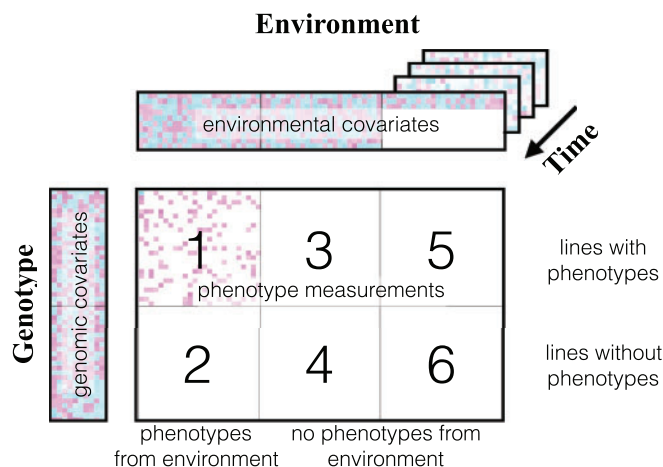 Environment
environmental covariates
Time
Genotype
genomic covariates
1
3
5
phenotype measurements
2
4
6
lines with
phenotypes
lines without
phenotypes
phenotypes
from environment
no phenotypes from
environment